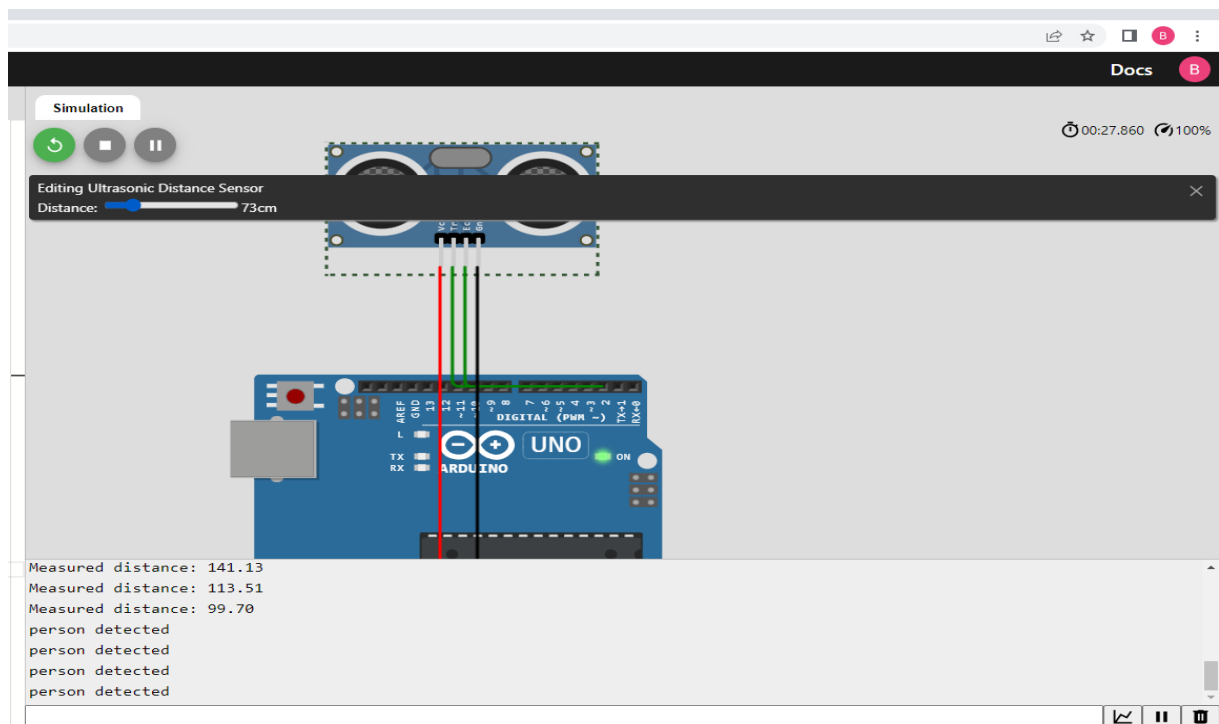 B
Docs
B
Simulation
00:27.860 100%
Editing Ultrasonic Distance Sensor
Distance: 73cm
AREF
GND
13
12
~11
~10
~9
8
7
~6
~5
4
~3
2
TX→1
RX←0
DIGITAL (PWM ~)
L
TX
RX
UNO
ON
ARDUINO
Measured distance: 141.13
Measured distance: 113.51
Measured distance: 99.70
person detected
person detected
person detected
person detected